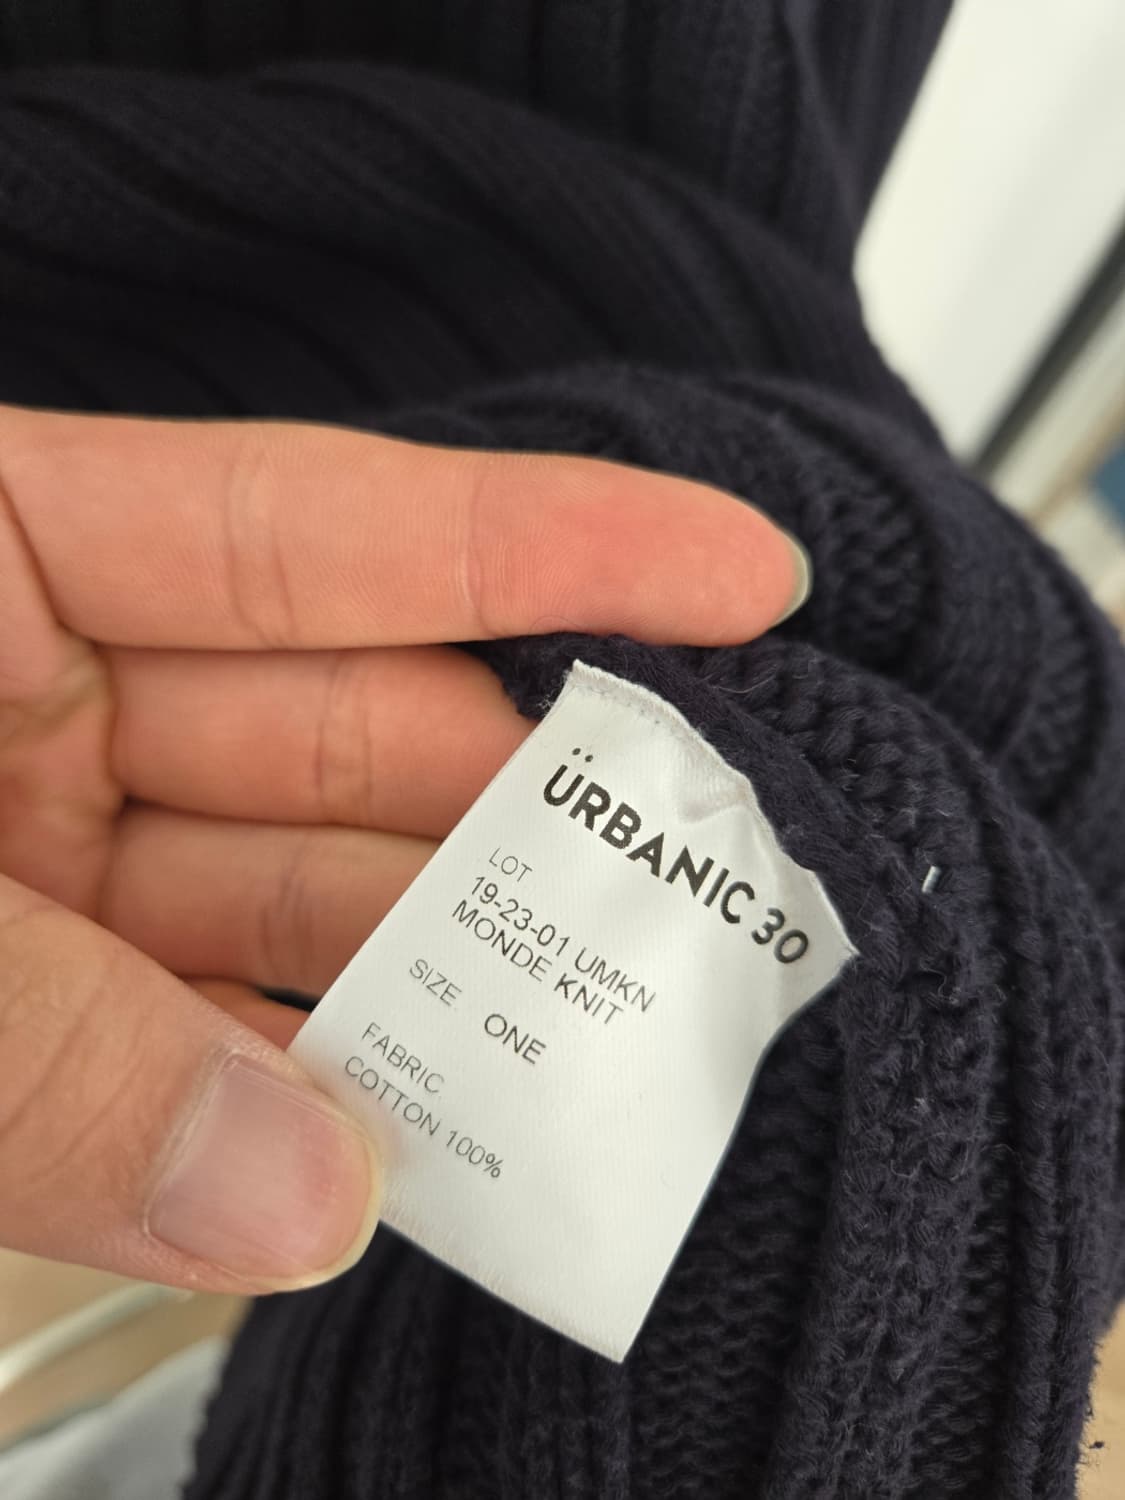 ÜRBANIC 30
LOT
19-23-01 UMKN
MONDE KNIT
SIZE ONE
FABRIC
COTTON 100%